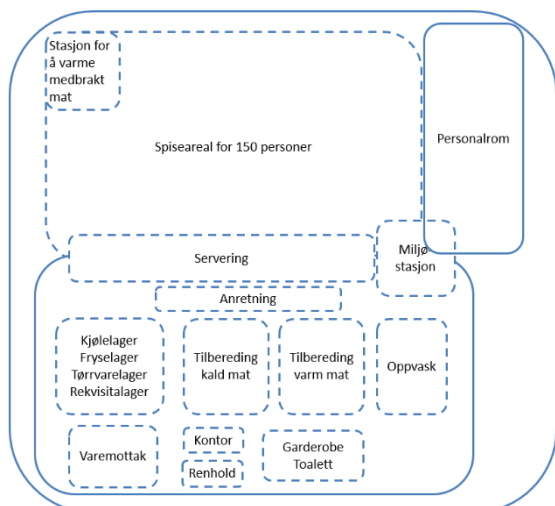 Stasjon for
å varme
medbrakt
mat
Spiseareal for 150 personer
Personalrom
Servering
Miljø-
stasjon
Anretning
Kjølelager
Fryselager
Tørrvarelager
Rekvisitalager
Tilbereding
kald mat
Tilbereding
varm mat
Oppvask
Varemottak
Kontor
Renhold
Garderobe
Toalett